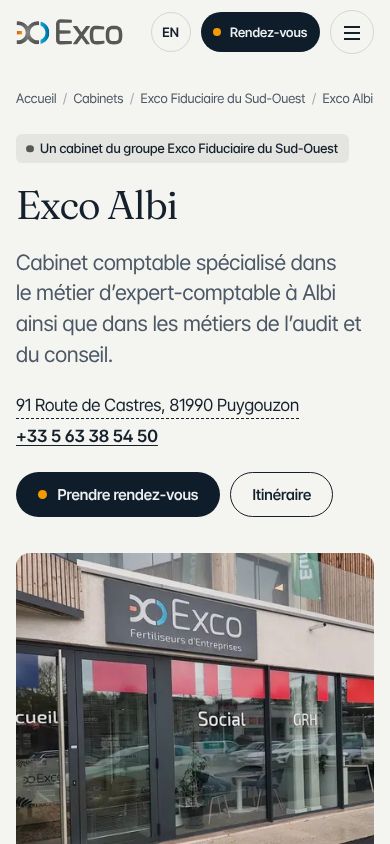 Exco
EN
Rendez-vous
Accueil / Cabinets / Exco Fiduciaire du Sud-Ouest / Exco Albi
Un cabinet du groupe Exco Fiduciaire du Sud-Ouest
Exco Albi
Cabinet comptable spécialisé dans
le métier d’expert-comptable à Albi
ainsi que dans les métiers de l’audit et
du conseil.
91 Route de Castres, 81990 Puygouzon
+33 5 63 38 54 50
Prendre rendez-vous
Itinéraire
Exco
Fertiliseurs d'Entreprises
cueil
Social
GRH